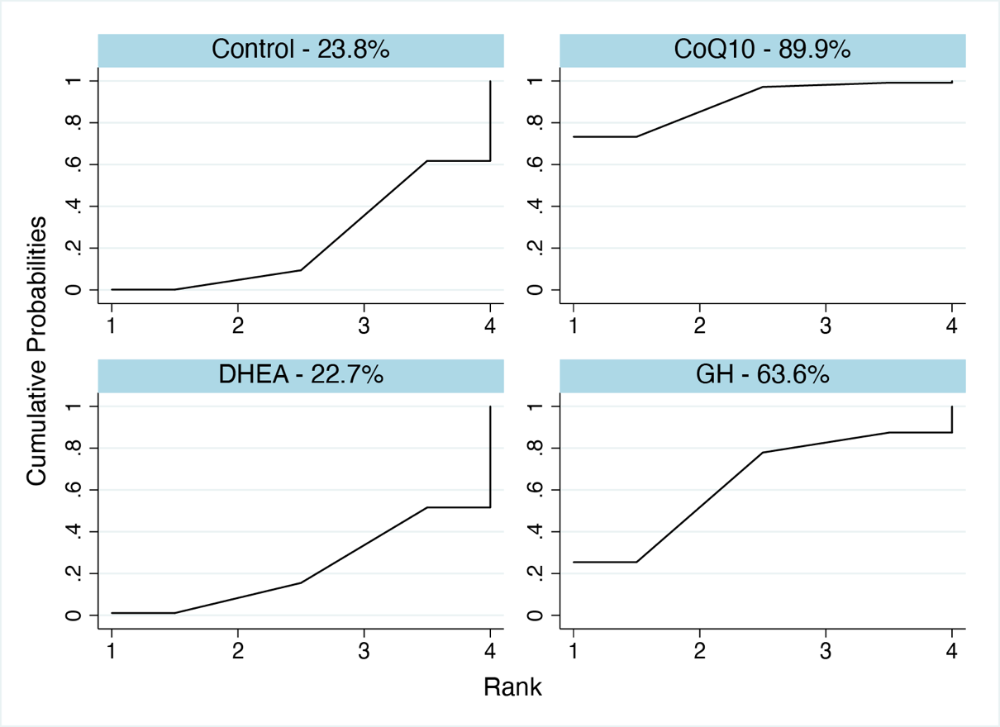 Control - 23.8%
CoQ10 - 89.9%
1
.8
.6
.4
.2
0
1 2 3 4
1
.8
.6
.4
.2
0
1 2 3 4
DHEA - 22.7%
GH - 63.6%
1
.8
.6
.4
.2
0
1 2 3 4
1
.8
.6
.4
.2
0
1 2 3 4
Cumulative Probabilities
Rank